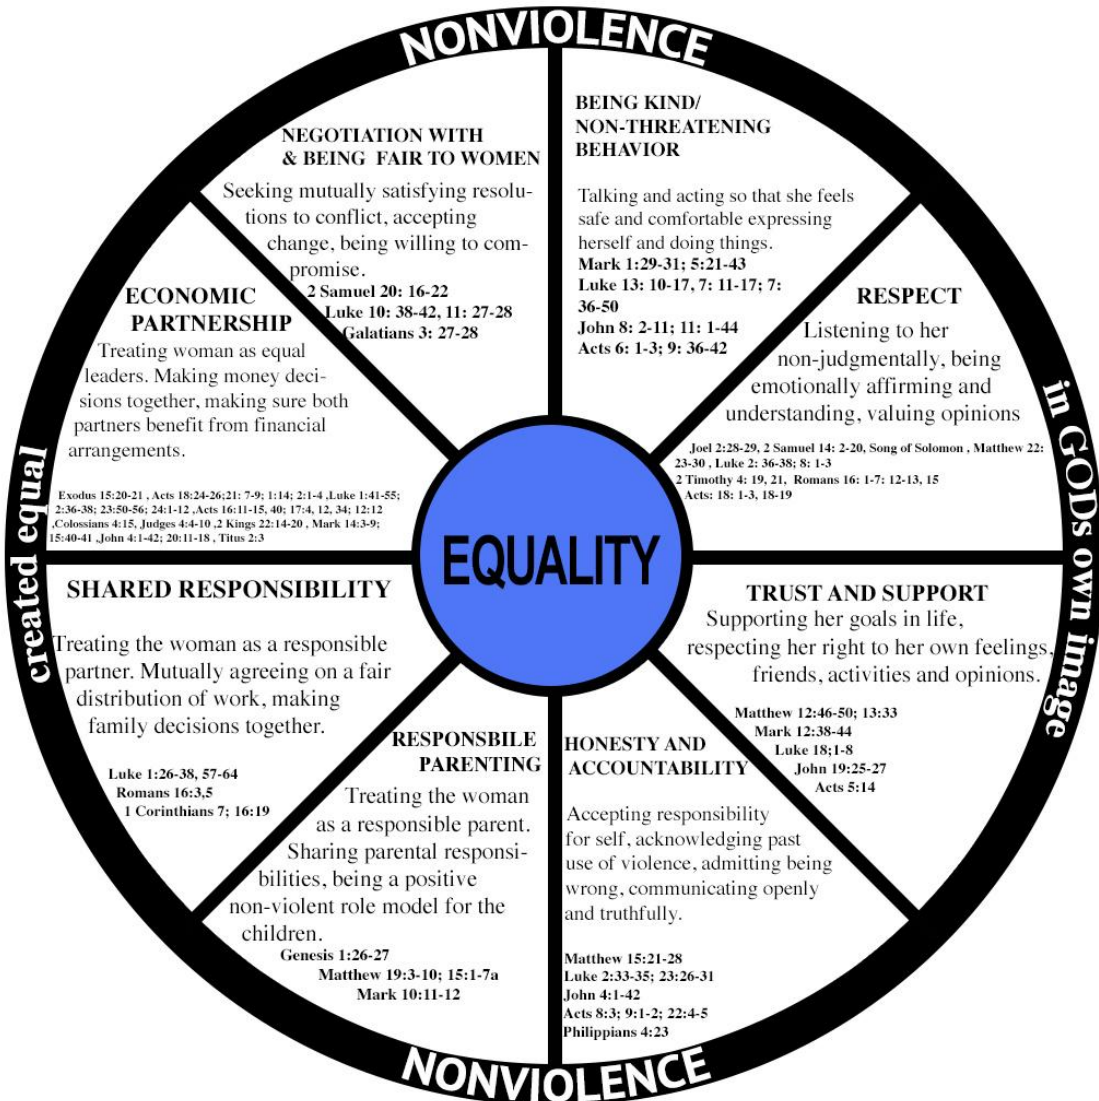 NONVIOLENCE
NEGOTIATION WITH
& BEING FAIR TO WOMEN
Seeking mutually satisfying resolu-
tions to conflict, accepting
change, being willing to com-
promise.
2 Samuel 20: 16-22
Luke 10: 38-42, 11: 27-28
Galatians 3: 27-28
BEING KIND/
NON-THREATENING
BEHAVIOR
Talking and acting so that she feels
safe and comfortable expressing
herself and doing things.
Mark 1:29-31; 5:21-43
Luke 13: 10-17, 7: 11-17; 7:
36-50
John 8: 2-11; 11: 1-44
Acts 6: 1-3; 9: 36-42
ECONOMIC
PARTNERSHIP
Treating woman as equal
leaders. Making money deci-
sions together, making sure both
partners benefit from financial
arrangements.
Exodus 15:20-21 , Acts 18:24-26;21: 7-9; 1:14; 2:1-4 ,Luke 1:41-55;
2:36-38; 23:50-56; 24:1-12 ,Acts 16:11-15, 40; 17:4, 12, 34; 12:12
,Colossians 4:15, Judges 4:4-10 ,2 Kings 22:14-20 , Mark 14:3-9;
15:40-41 ,John 4:1-42; 20:11-18 , Titus 2:3
RESPECT
Listening to her
non-judgmentally, being
emotionally affirming and
understanding, valuing opinions
Joel 2:28-29, 2 Samuel 14: 2-20, Song of Solomon , Matthew 22:
23-30 , Luke 2: 36-38; 8: 1-3
2 Timothy 4: 19, 21, Romans 16: 1-7: 12-13, 15
Acts: 18: 1-3, 18-19
created equal
EQUALITY
in GODs own image
SHARED RESPONSIBILITY
Treating the woman as a responsible
partner. Mutually agreeing on a fair
distribution of work, making
family decisions together.
Luke 1:26-38, 57-64
Romans 16:3,5
1 Corinthians 7; 16:19
TRUST AND SUPPORT
Supporting her goals in life,
respecting her right to her own feelings,
friends, activities and opinions.
Matthew 12:46-50; 13:33
Mark 12:38-44
Luke 18;1-8
John 19:25-27
Acts 5:14
RESPONSBILE
PARENTING
Treating the woman
as a responsible parent.
Sharing parental responsi-
bilities, being a positive
non-violent role model for the
children.
Genesis 1:26-27
Matthew 19:3-10; 15:1-7a
Mark 10:11-12
HONESTY AND
ACCOUNTABILITY
Accepting responsibility
for self, acknowledging past
use of violence, admitting being
wrong, communicating openly
and truthfully.
Matthew 15:21-28
Luke 2:33-35; 23:26-31
John 4:1-42
Acts 8:3; 9:1-2; 22:4-5
Philippians 4:23
NONVIOLENCE